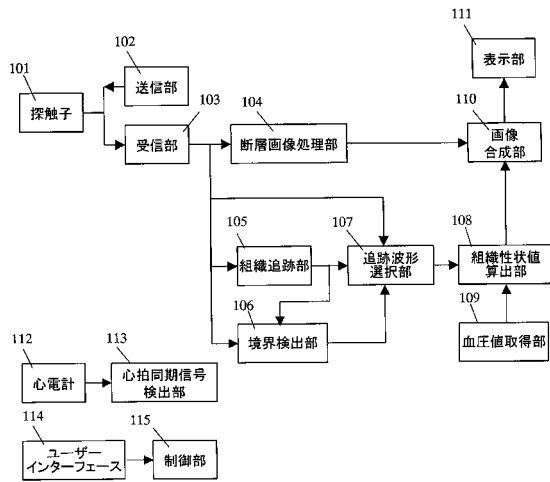 111
表示部
102
送信部
101
探触子
103
受信部
104
断層画像処理部
110
画像
合成部
105
組織追跡部
107
追跡波形
選択部
108
組織性状値
算出部
106
境界検出部
109
血圧値取得部
112
心電計
113
心拍同期信号
検出部
114
ユーザー
インターフェース
115
制御部